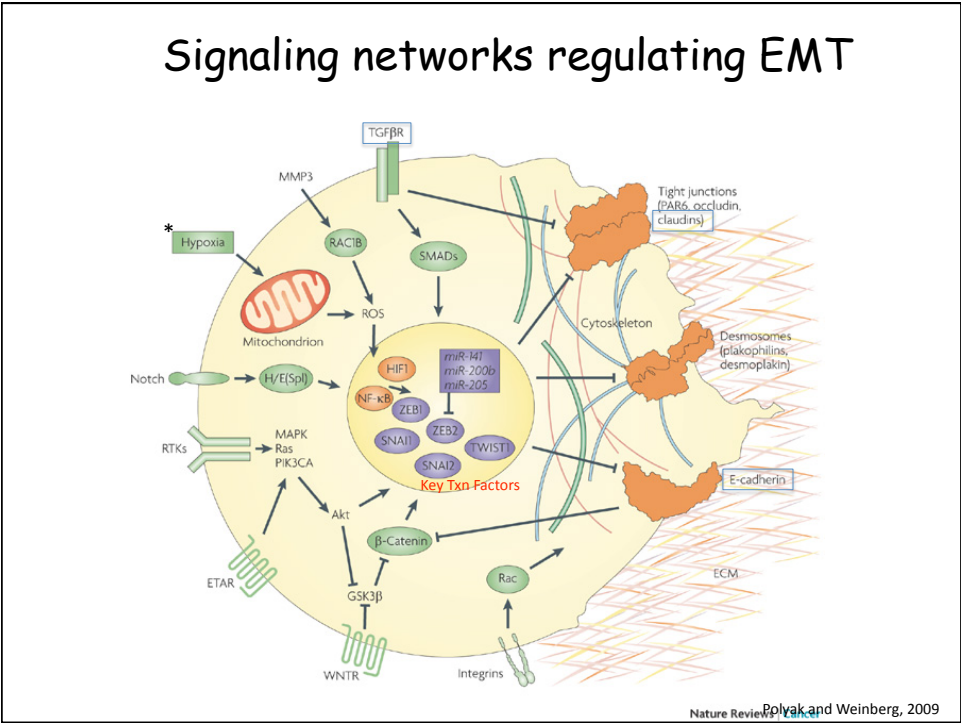 Signaling networks regulating EMT
TGFβR
MMP3
Tight junctions
(PAR6, occludin,
claudins)
*
Hypoxia
RAC1B
SMADs
ROS
Cytoskeleton
Mitochondrion
Desmosomes
(plakophilins,
desmoplakin)
miR-141
miR-200b
miR-205
HIF1
Notch
H/E(Spl)
NF-κB
ZEB1
ZEB2
SNAI1
TWIST1
RTKs
MAPK
Ras
PIK3CA
SNAI2
Key Txn Factors
E-cadherin
Akt
β-Catenin
ECM
Rac
ETAR
GSK3β
WNTR
Integrins
Nature Reviews | Cancer
Polyak and Weinberg, 2009